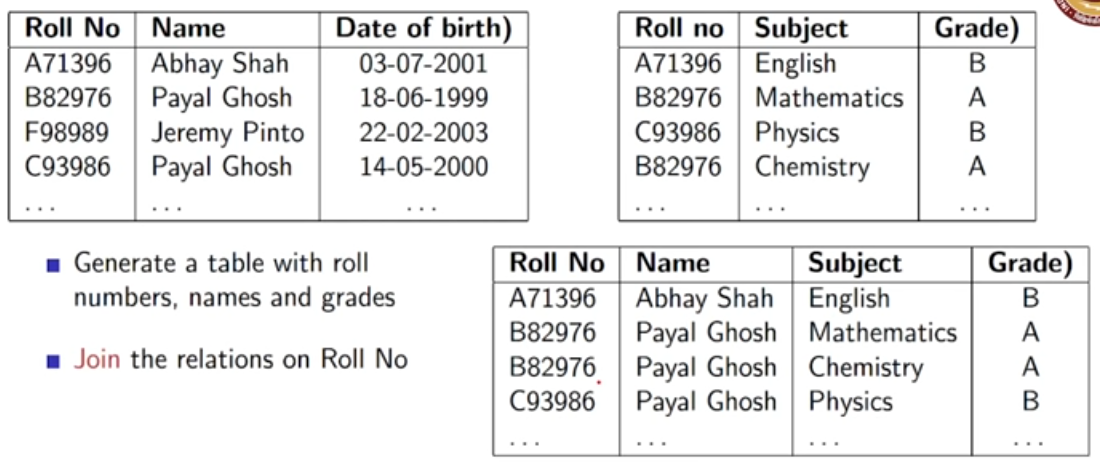 Roll No Name Date of birth)
A71396 Abhay Shah 03-07-2001
B82976 Payal Ghosh 18-06-1999
F98989 Jeremy Pinto 22-02-2003
C93986 Payal Ghosh 14-05-2000
... ... ...
Roll no Subject Grade)
A71396 English B
B82976 Mathematics A
C93986 Physics B
B82976 Chemistry A
... ... ...
Generate a table with roll
numbers, names and grades
Join the relations on Roll No
Roll No Name Subject Grade)
A71396 Abhay Shah English B
B82976 Payal Ghosh Mathematics A
B82976 Payal Ghosh Chemistry A
C93986 Payal Ghosh Physics B
... ... ... ...